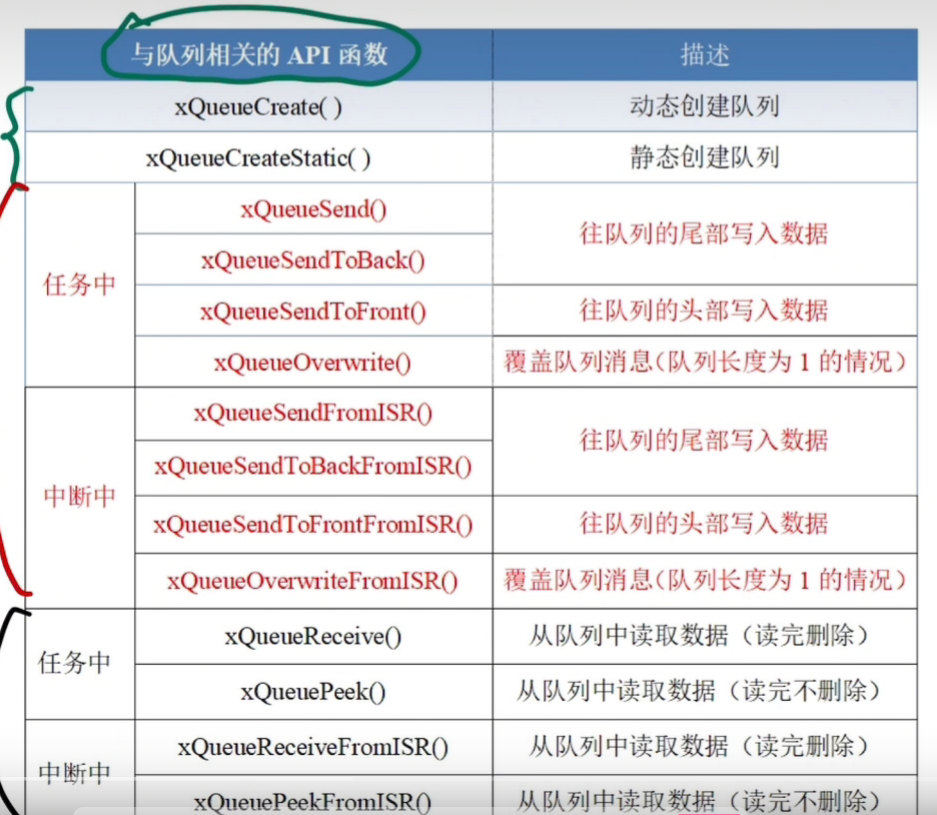 与队列相关的 API 函数 描述
xQueueCreate( ) 动态创建队列
xQueueCreateStatic( ) 静态创建队列
任务中
xQueueSend()
xQueueSendToBack()
往队列的尾部写入数据
xQueueSendToFront() 往队列的头部写入数据
xQueueOverwrite() 覆盖队列消息(队列长度为 1 的情况)
中断中
xQueueSendFromISR()
xQueueSendToBackFromISR()
往队列的尾部写入数据
xQueueSendToFrontFromISR() 往队列的头部写入数据
xQueueOverwriteFromISR() 覆盖队列消息(队列长度为 1 的情况)
任务中
xQueueReceive() 从队列中读取数据(读完删除)
xQueuePeek() 从队列中读取数据(读完不删除)
中断中
xQueueReceiveFromISR() 从队列中读取数据(读完删除)
xQueuePeekFromISR() 从队列中读取数据(读完不删除)